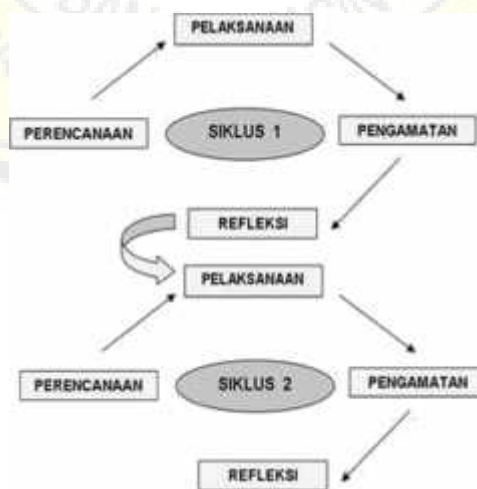 PELAKSANAAN
PERENCANAAN
SIKLUS 1
PENGAMATAN
REFLEKSI
PELAKSANAAN
PERENCANAAN
SIKLUS 2
PENGAMATAN
REFLEKSI